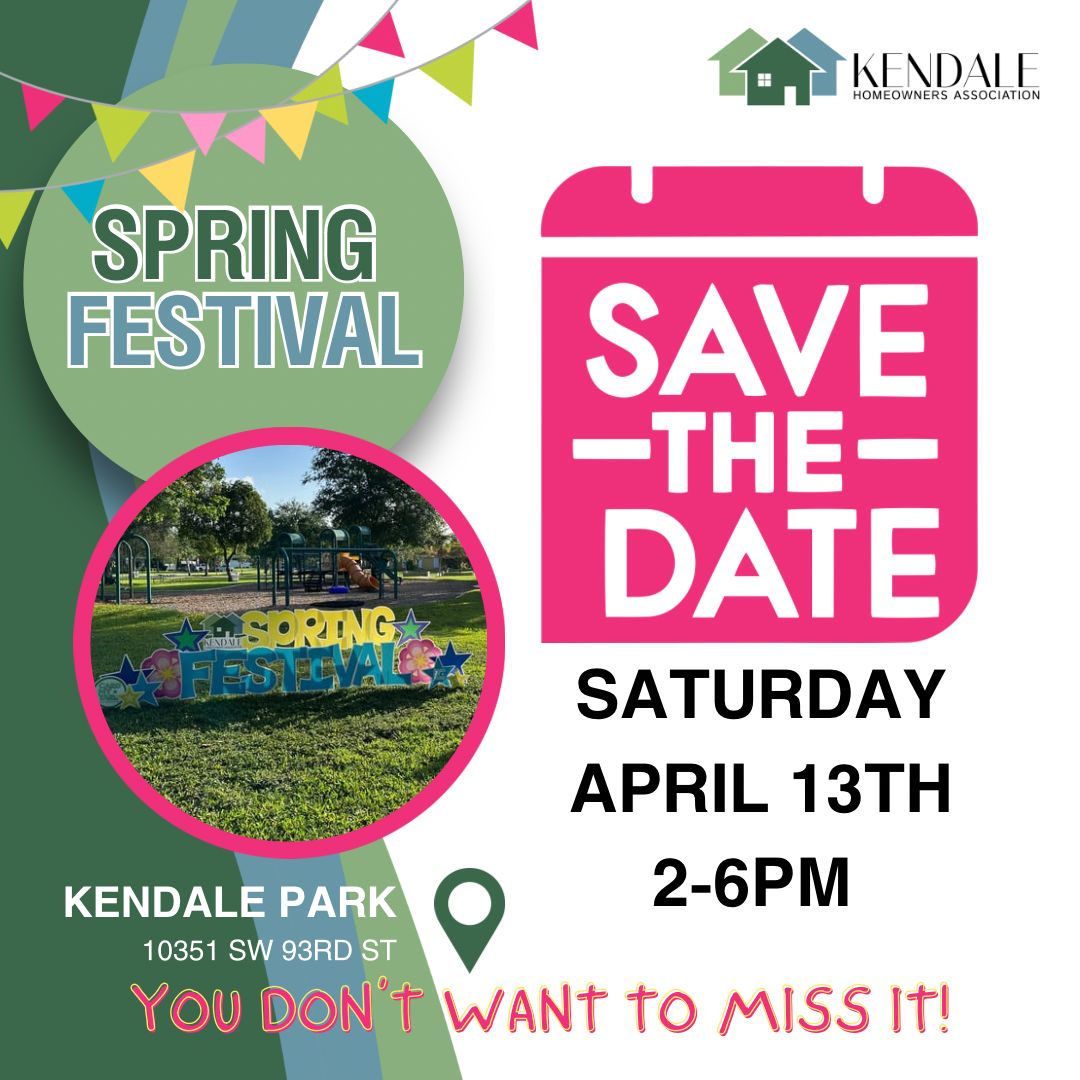 KENDALE
HOMEOWNERS ASSOCIATION
SPRING
FESTIVAL
SAVE
THE
DATE
KENDALE
SPRING
FESTIVAL
SATURDAY
APRIL 13TH
2-6PM
KENDALE PARK
10351 SW 93RD ST
YOU DON'T WANT TO MISS IT!